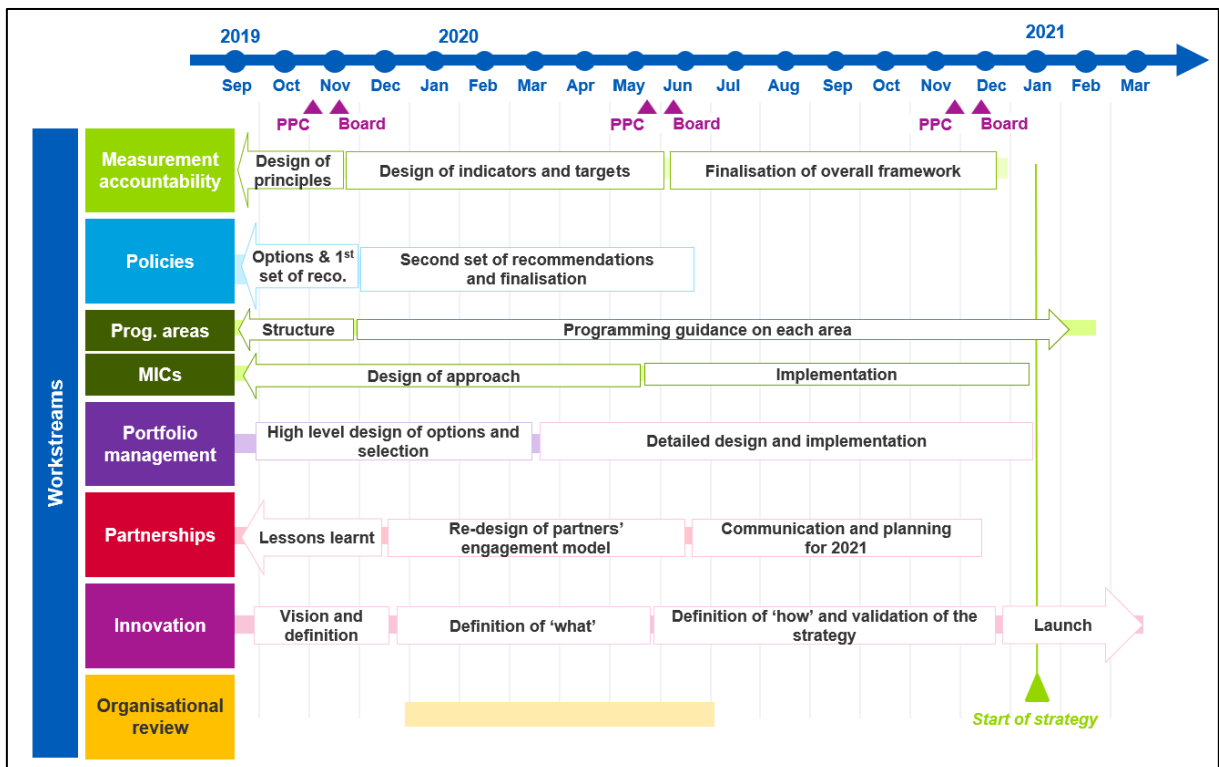 2019 2020 2021
Sep Oct Nov Dec Jan Feb Mar Apr May Jun Jul Aug Sep Oct Nov Dec Jan Feb Mar
PPC Board PPC Board PPC Board
Workstreams
Measurement
accountability
Design of
principles
Design of indicators and targets
Finalisation of overall framework
Policies
Options & 1st
set of reco.
Second set of recommendations
and finalisation
Prog. areas
Structure
Programming guidance on each area
MICs
Design of approach
Implementation
Portfolio
management
High level design of options and
selection
Detailed design and implementation
Partnerships
Lessons learnt
Re-design of partners’
engagement model
Communication and planning
for 2021
Innovation
Vision and
definition
Definition of ‘what’
Definition of ‘how’ and validation of the
strategy
Launch
Organisational
review
Start of strategy